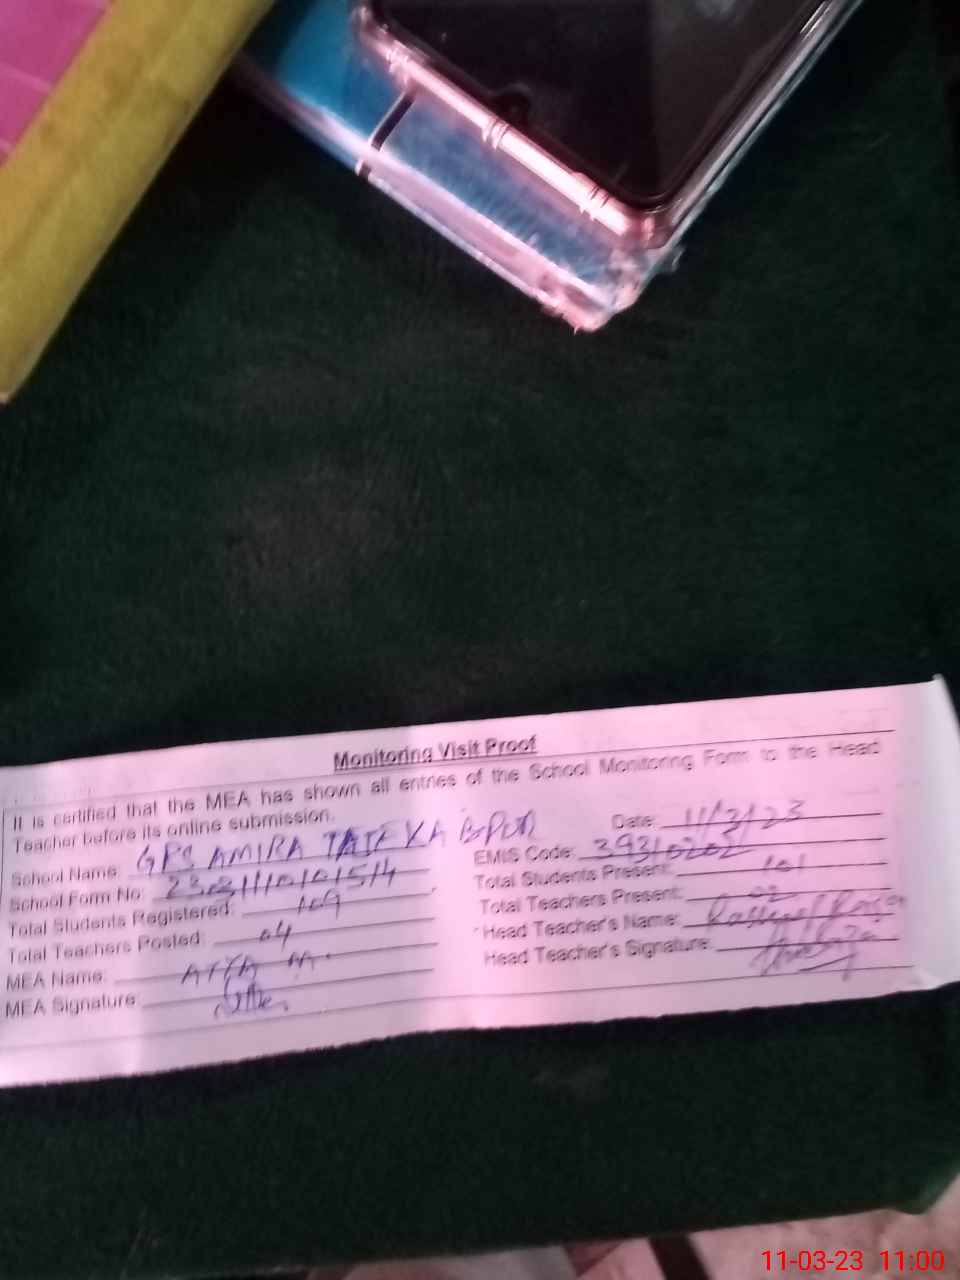 Monitoring Visit Proof
It is certified that the MEA has shown all entries of the School Monitoring Form to the Head
Teacher before its online submission.
Date: 11/3/23
School Name: GPS AMIRA
EMIS Code: 39310202
School Form No:
Total Students Present: 101
Total Students Registered: 109
Total Teachers Present: 02
Total Teachers Posted: 04
Head Teacher's Name:
MEA Name: ATTA
Head Teacher's Signature:
MEA Signature:
11-03-23 11:00